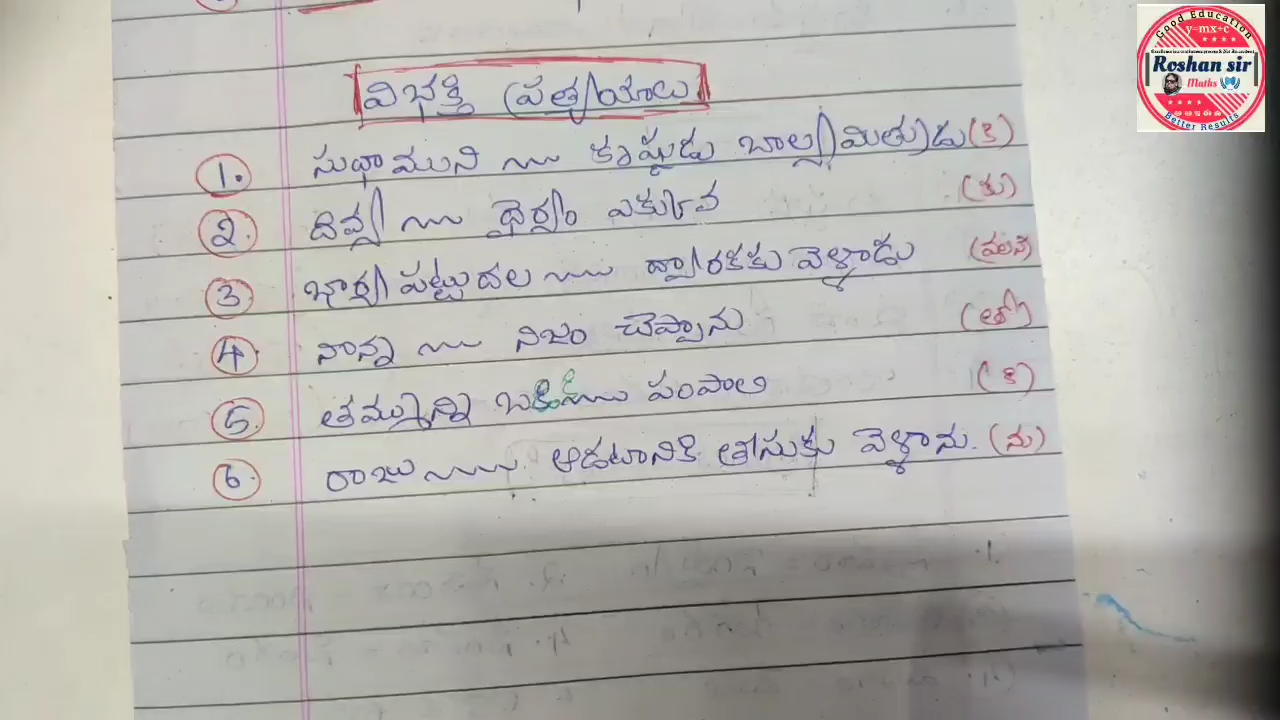 విభక్తి ప్రత్యయాలు
1. సుధాముని ~~ కృష్ణుడు బాల్యమిత్రుడు (కి)
2. దివ్య ~~ ధైర్యం ఎక్కువ (కు)
3 భార్య పట్టుదల ~~ ద్వారకకు వెళ్ళాడు (వలన)
4. నాన్న ~~ నిజం చెప్పాను (తో)
5. తమ్మున్ని బడి ~~ పంపాలి (కి)
6. రాజు ~~ ఆడటానికి తీసుకు వెళ్ళాను. (ను)
Good Education
y=mx+c
Roshan sir
Maths
Better Results